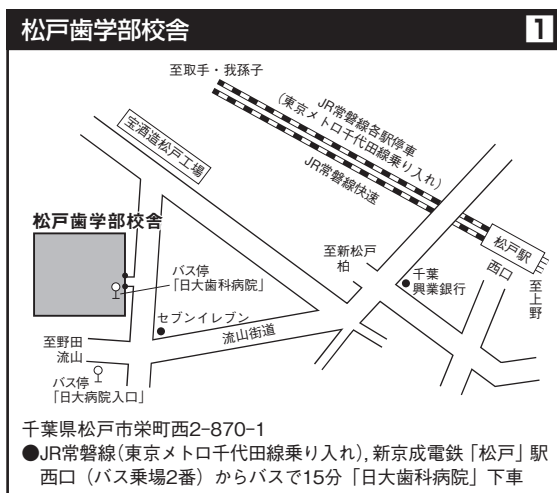 松戸歯学部校舎
1
至取手・我孫子
JR常磐線各駅停車
(東京メトロ千代田線乗り入れ)
JR常磐線快速
宝酒造松戸工場
松戸歯学部校舎
バス停
「日大歯科病院」
至新松戸
柏
千葉
興業銀行
松戸駅
西口
至上野
セブンイレブン
流山街道
至野田
流山
バス停
「日大病院入口」
千葉県松戸市栄町西2-870-1
●JR常磐線(東京メトロ千代田線乗り入れ),新京成電鉄「松戸」駅
西口(バス乗場2番)からバスで15分「日大歯科病院」下車